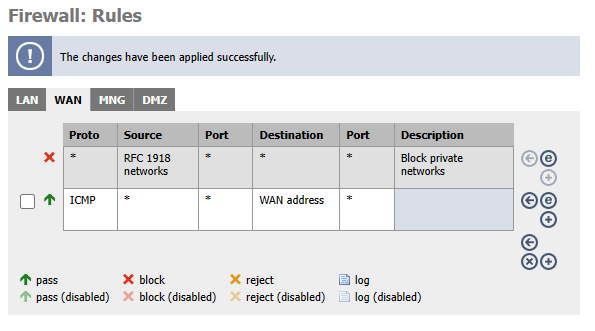 Firewall: Rules
The changes have been applied successfully.
LAN WAN MNG DMZ
Proto Source Port Destination Port Description
* RFC 1918 networks * * * Block private networks
ICMP * * WAN address *
pass block reject log
pass (disabled) block (disabled) reject (disabled) log (disabled)